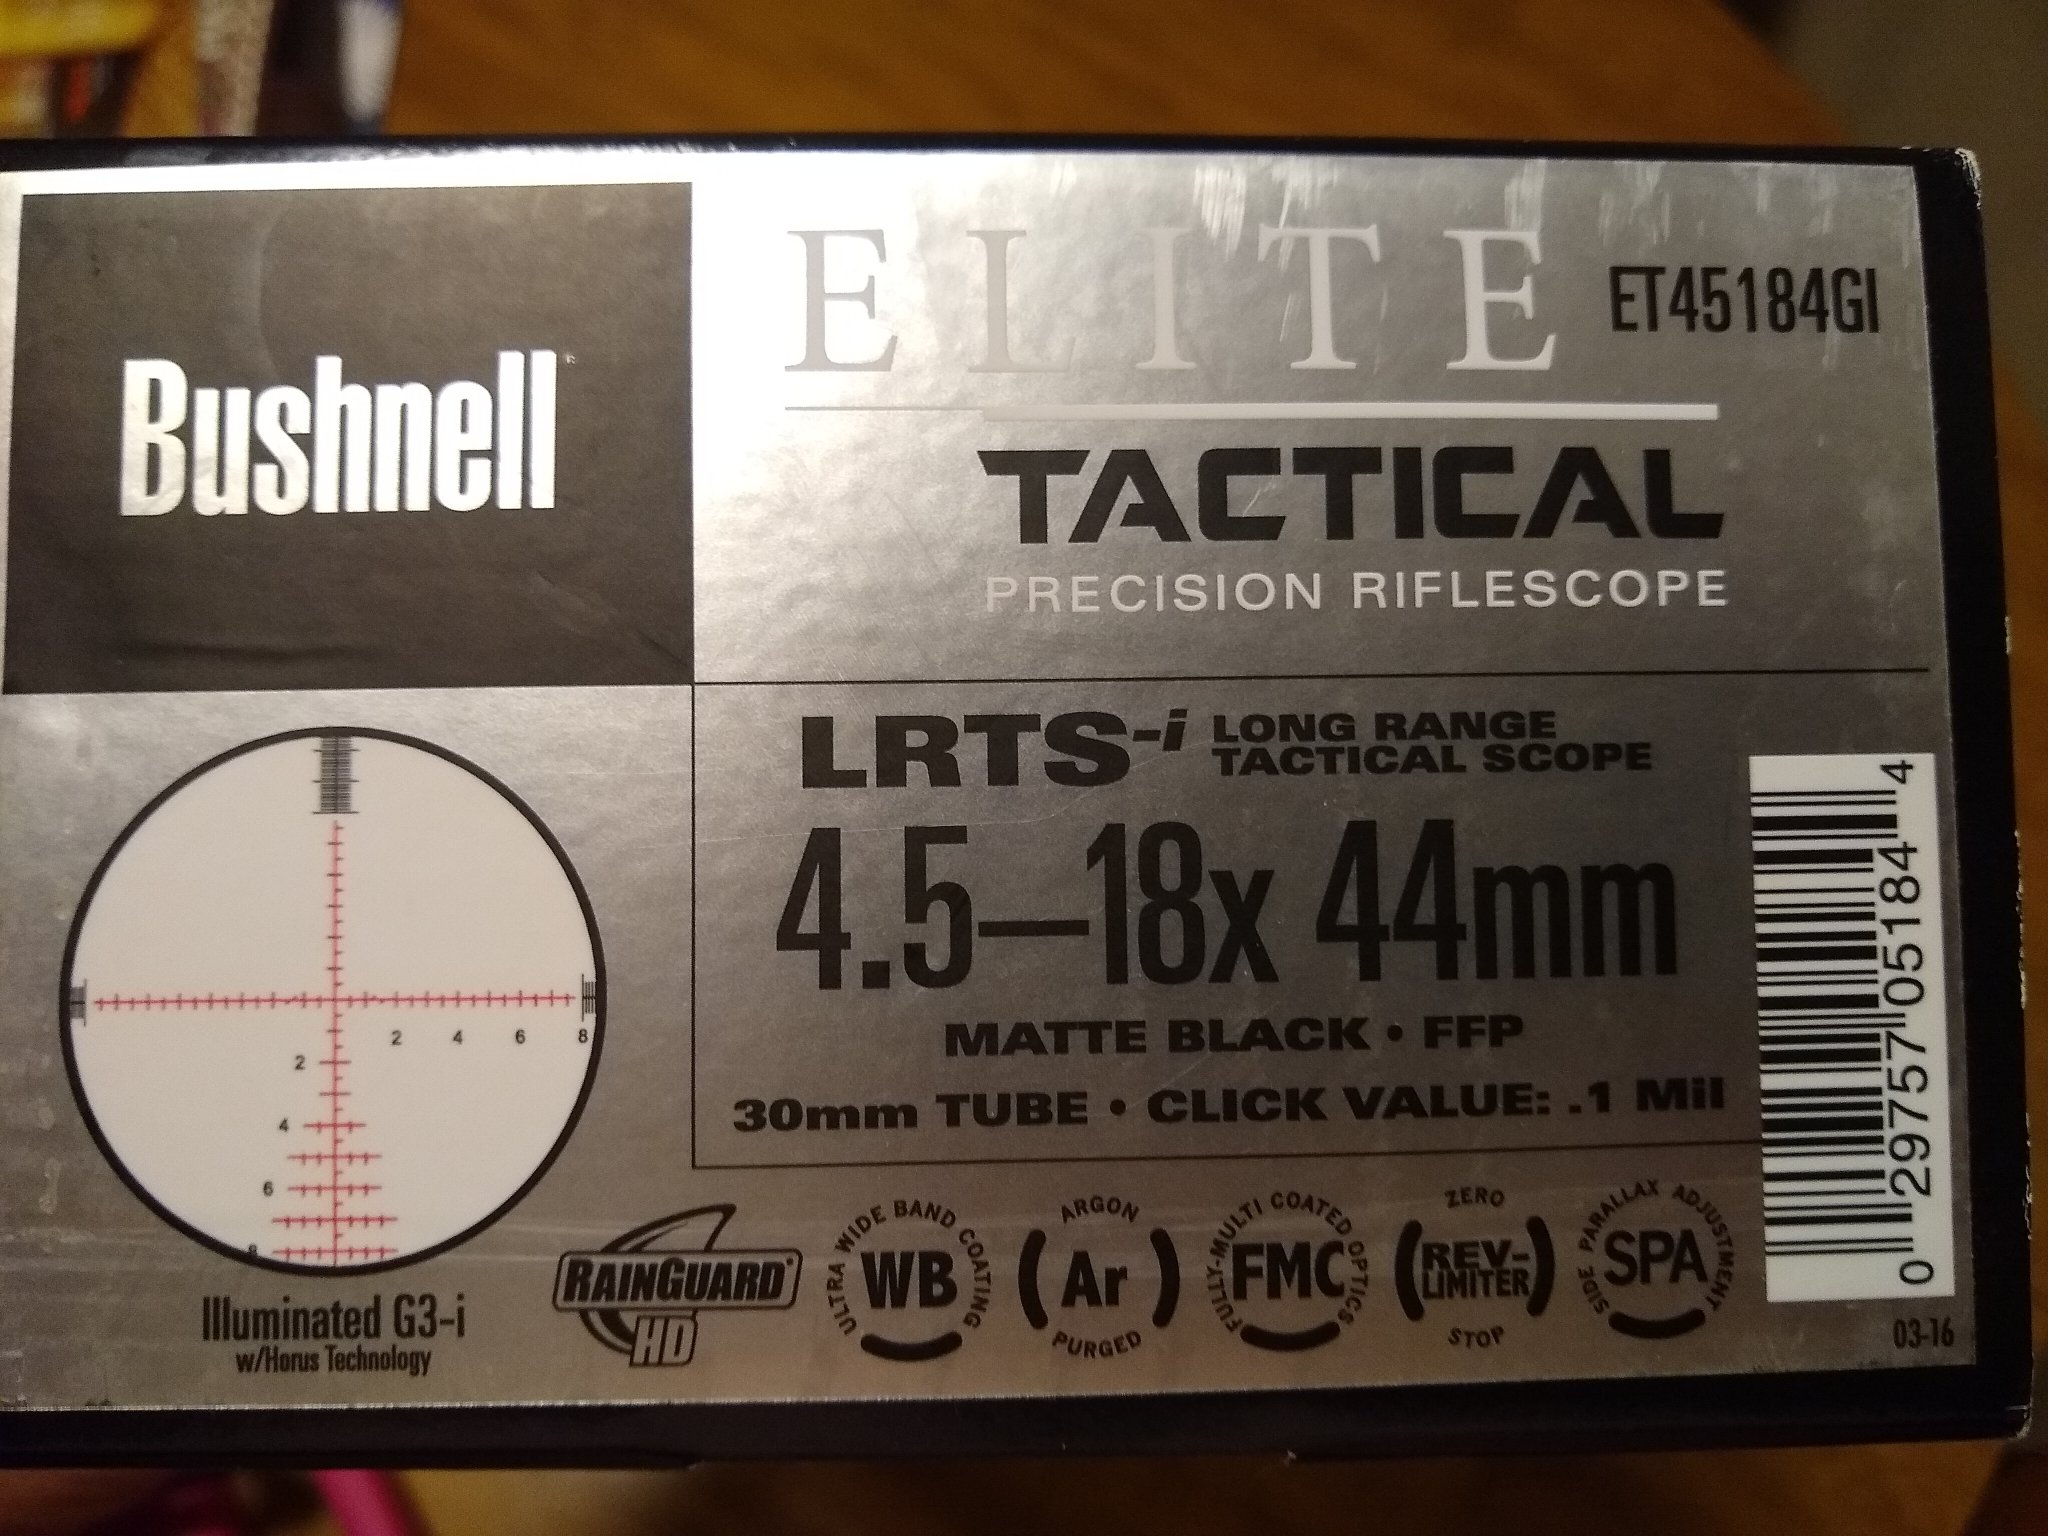 Bushnell
ELITE
ET45184GI
TACTICAL
PRECISION RIFLESCOPE
LRTS-i LONG RANGE
TACTICAL SCOPE
4.5—18x 44mm
MATTE BLACK • FFP
30mm TUBE • CLICK VALUE: .1 Mil
2 4 6 8
2
4
6
8
Illuminated G3-i
w/Horus Technology
RAINGUARD®
HD
ULTRA WIDE BAND COATING
WB
ARGON
Ar
PURGED
FULLY-MULTI COATED OPTICS
FMC
ZERO
REV-
LIMITER
STOP
SIDE PARALLAX ADJUSTMENT
SPA
0 29757 05184 4
03-16